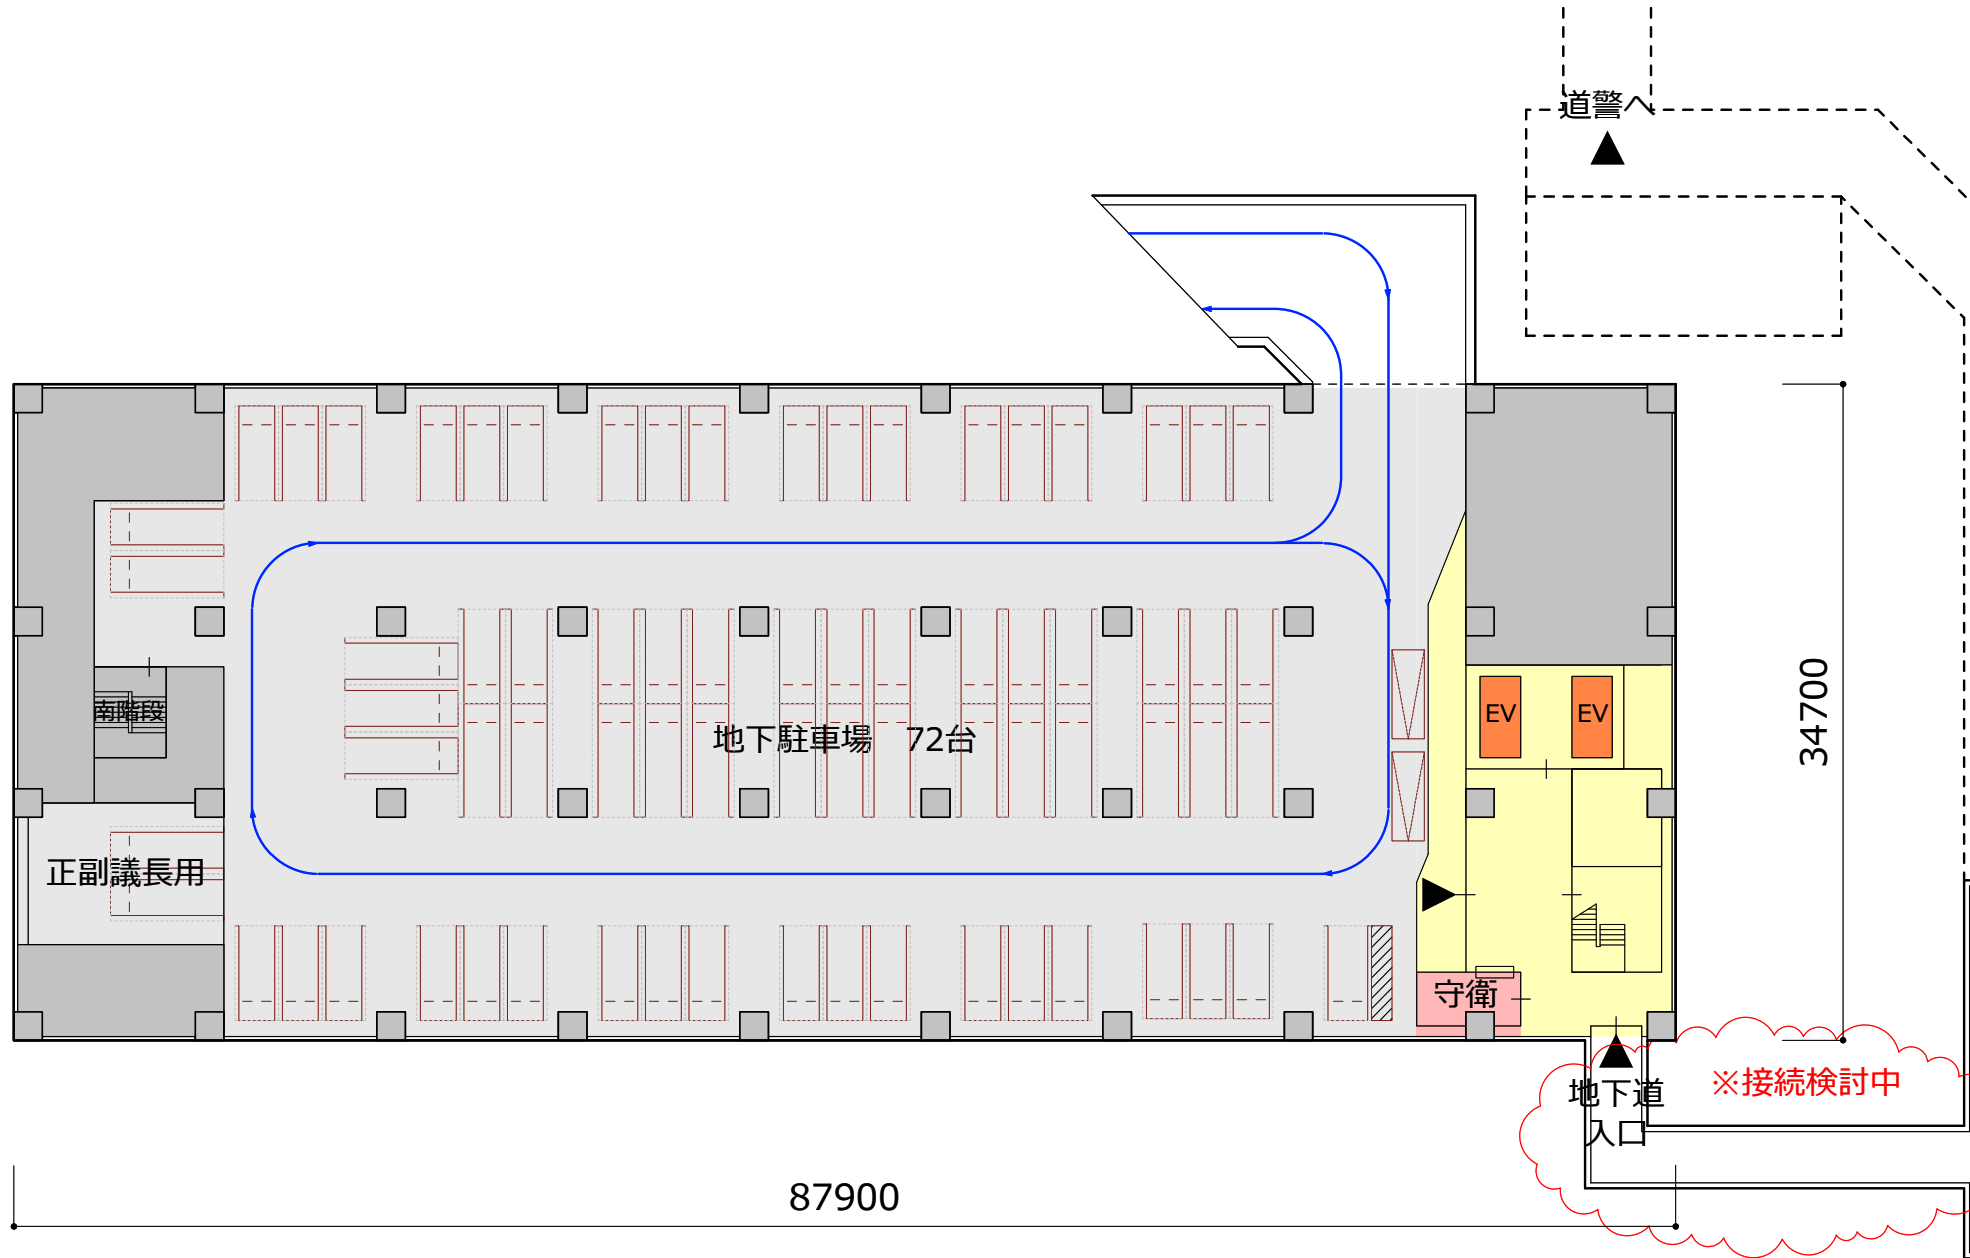 道警へ
34700
南階段
EV
EV
地下駐車場　72台
正副議長用
守衛
※接続検討中
地下道
入口
87900